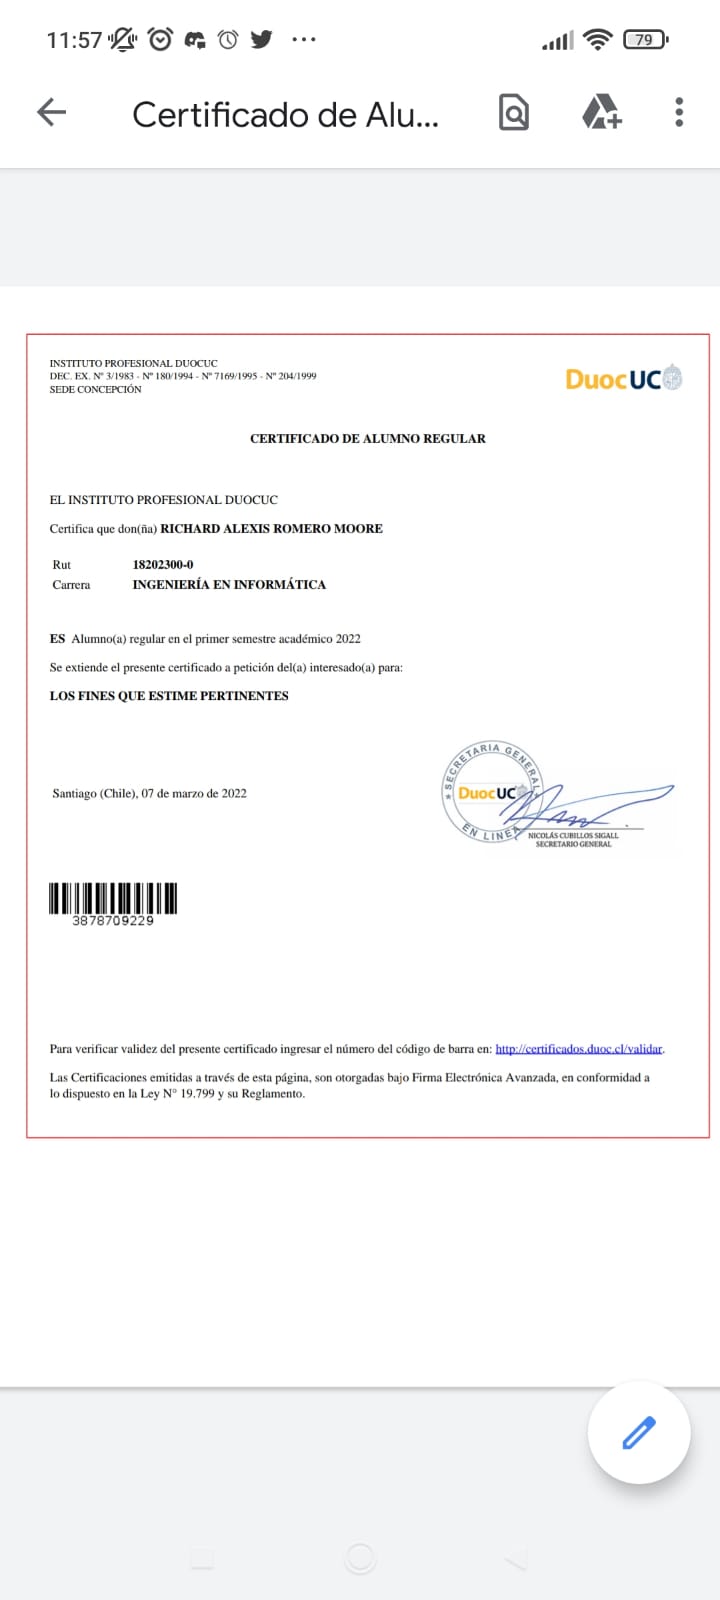 11:57
79
Certificado de Alu...
INSTITUTO PROFESIONAL DUOCUC
DEC. EX. N° 3/1983 - N° 180/1994 - N° 7169/1995 - N° 204/1999
SEDE CONCEPCIÓN
DuocUC
CERTIFICADO DE ALUMNO REGULAR
EL INSTITUTO PROFESIONAL DUOCUC
Certifica que don(ña) RICHARD ALEXIS ROMERO MOORE
Rut 18202300-0
Carrera INGENIERÍA EN INFORMÁTICA
ES Alumno(a) regular en el primer semestre académico 2022
Se extiende el presente certificado a petición del(a) interesado(a) para:
LOS FINES QUE ESTIME PERTINENTES
SECRETARIA GENERAL
DuocUC
EN LINEA
Santiago (Chile), 07 de marzo de 2022
NICOLÁS CUBILLOS SIGALL
SECRETARIO GENERAL
3878709229
Para verificar validez del presente certificado ingresar el número del código de barra en: http://certificados.duoc.cl/validar.
Las Certificaciones emitidas a través de esta página, son otorgadas bajo Firma Electrónica Avanzada, en conformidad a
lo dispuesto en la Ley N° 19.799 y su Reglamento.